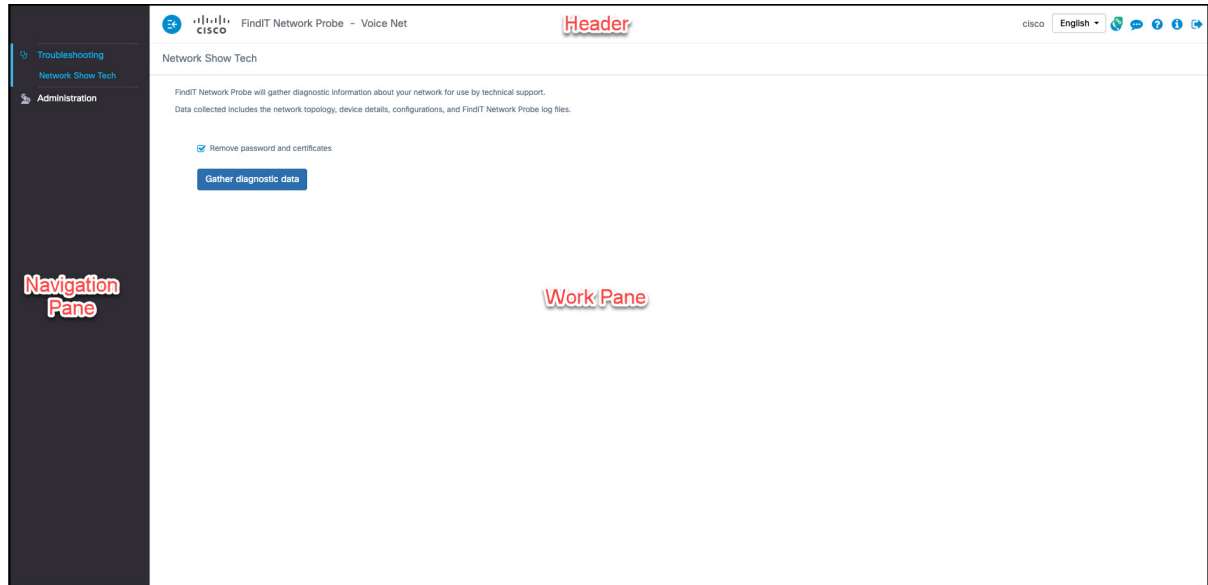 CISCO FindIT Network Probe - Voice Net
Header
cisco English
Troubleshooting
Network Show Tech
Administration
Network Show Tech
FindIT Network Probe will gather diagnostic information about your network for use by technical support.
Data collected includes the network topology, device details, configurations, and FindIT Network Probe log files.
Remove password and certificates
Gather diagnostic data
Navigation
Pane
Work Pane